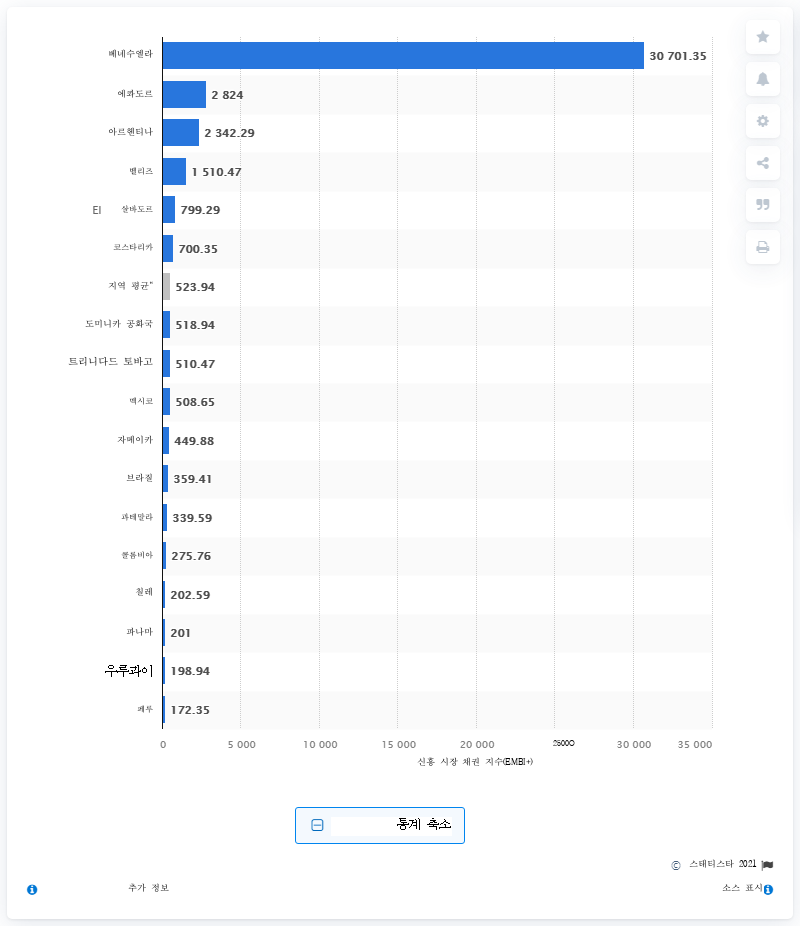 베네수엘라 30 701.35
에콰도르 2 824
아르헨티나 2 342.29
벨리즈 1 510.47
El 살바도르 799.29
코스타리카 700.35
지역 평균" 523.94
도미니카 공화국 518.94
트리니다드 토바고 510.47
멕시코 508.65
자메이카 449.88
브라질 359.41
과테말라 339.59
콜롬비아 275.76
칠레 202.59
파나마 201
우루과이 198.94
페루 172.35
0 5 000 10 000 15 000 20 000 25000 30 000 35 000
신흥 시장 채권 지수(EMBI+)
통계 축소
© 스태티스타 2021
추가 정보 소스 표시